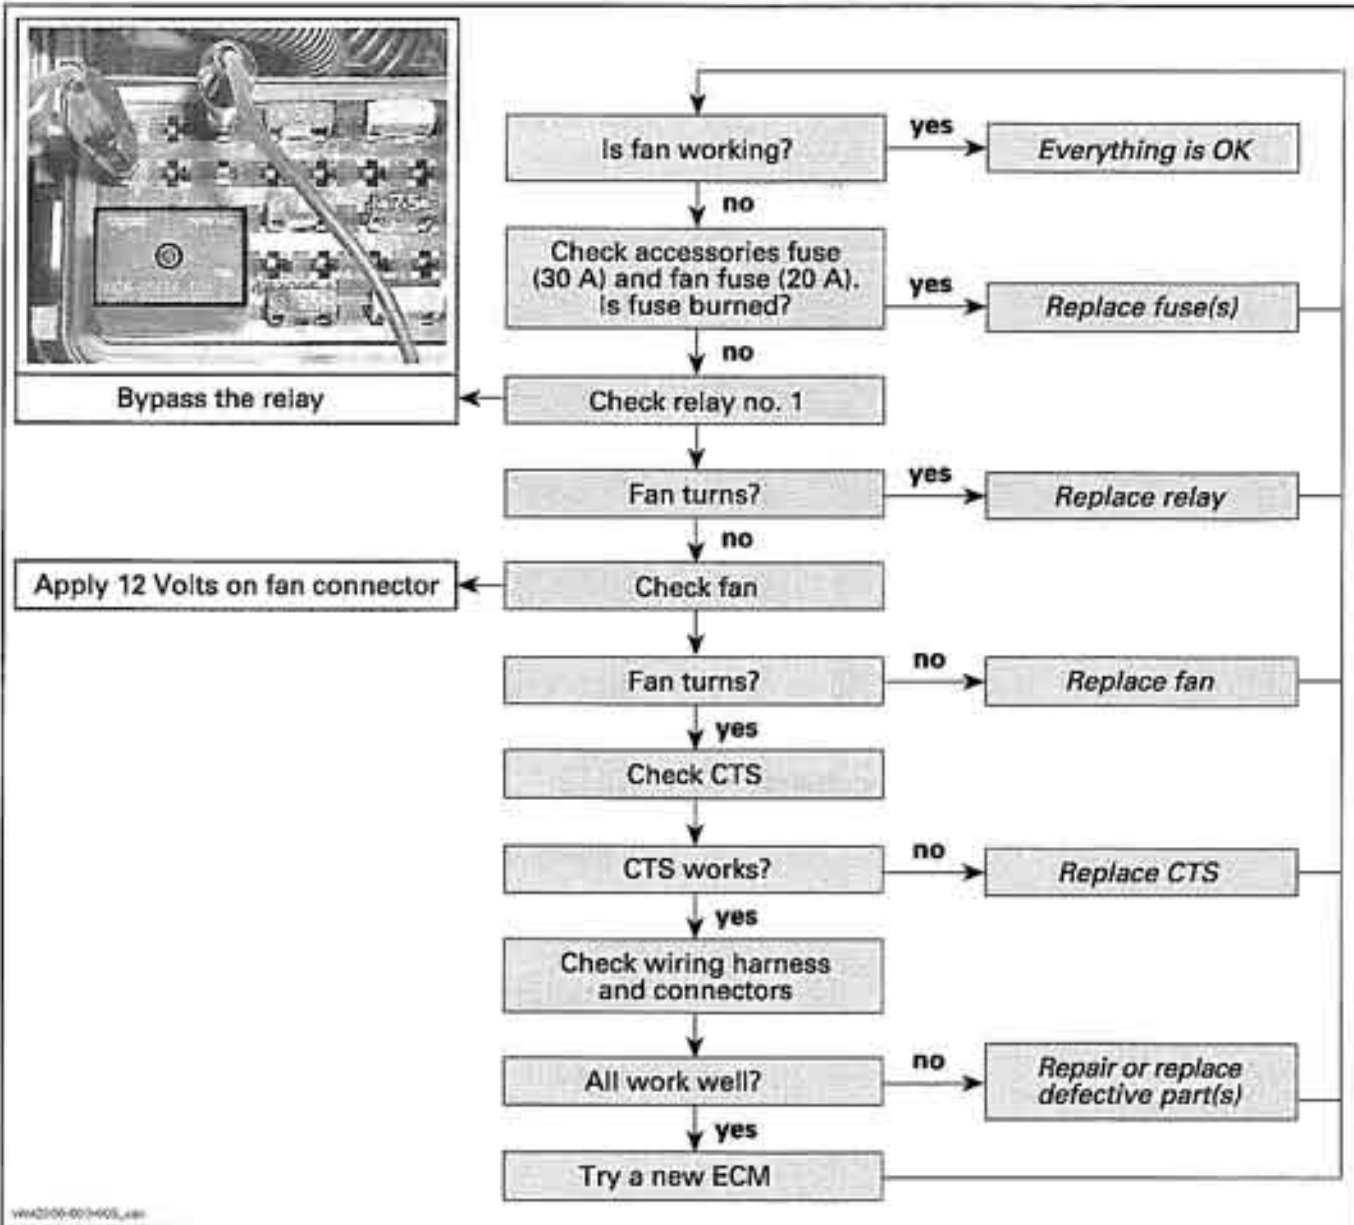 Is fan working?
yes
Everything is OK
no
Check accessories fuse
(30 A) and fan fuse (20 A).
Is fuse burned?
yes
Replace fuse(s)
no
Bypass the relay
Check relay no. 1
Fan turns?
yes
Replace relay
no
Apply 12 Volts on fan connector
Check fan
Fan turns?
no
Replace fan
yes
Check CTS
CTS works?
no
Replace CTS
yes
Check wiring harness
and connectors
All work well?
no
Repair or replace
defective part(s)
yes
Try a new ECM